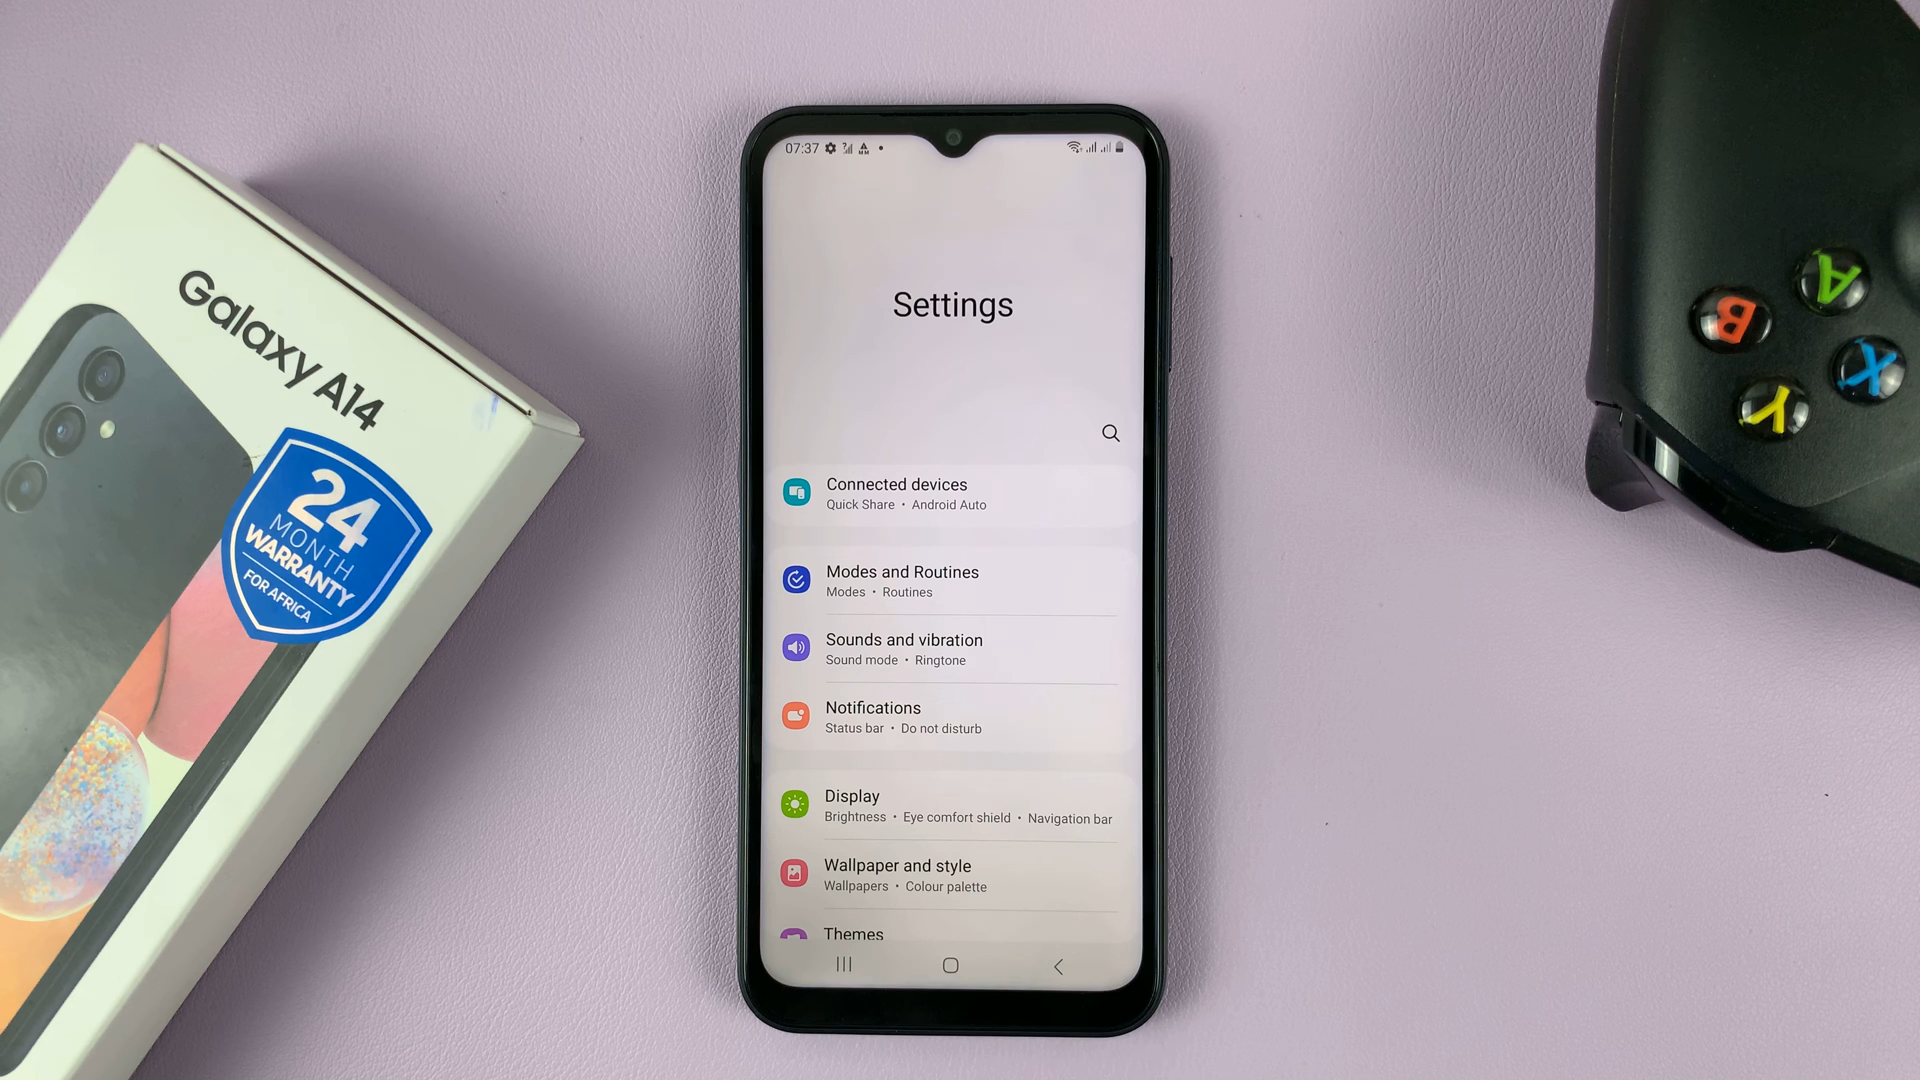 Galaxy A14
24
MONTH
WARRANTY
FOR AFRICA
07:37
Settings
Connected devices
Quick Share • Android Auto
Modes and Routines
Modes • Routines
Sounds and vibration
Sound mode • Ringtone
Notifications
Status bar • Do not disturb
Display
Brightness • Eye comfort shield • Navigation bar
Wallpaper and style
Wallpapers • Colour palette
Themes
A
B
X
Y